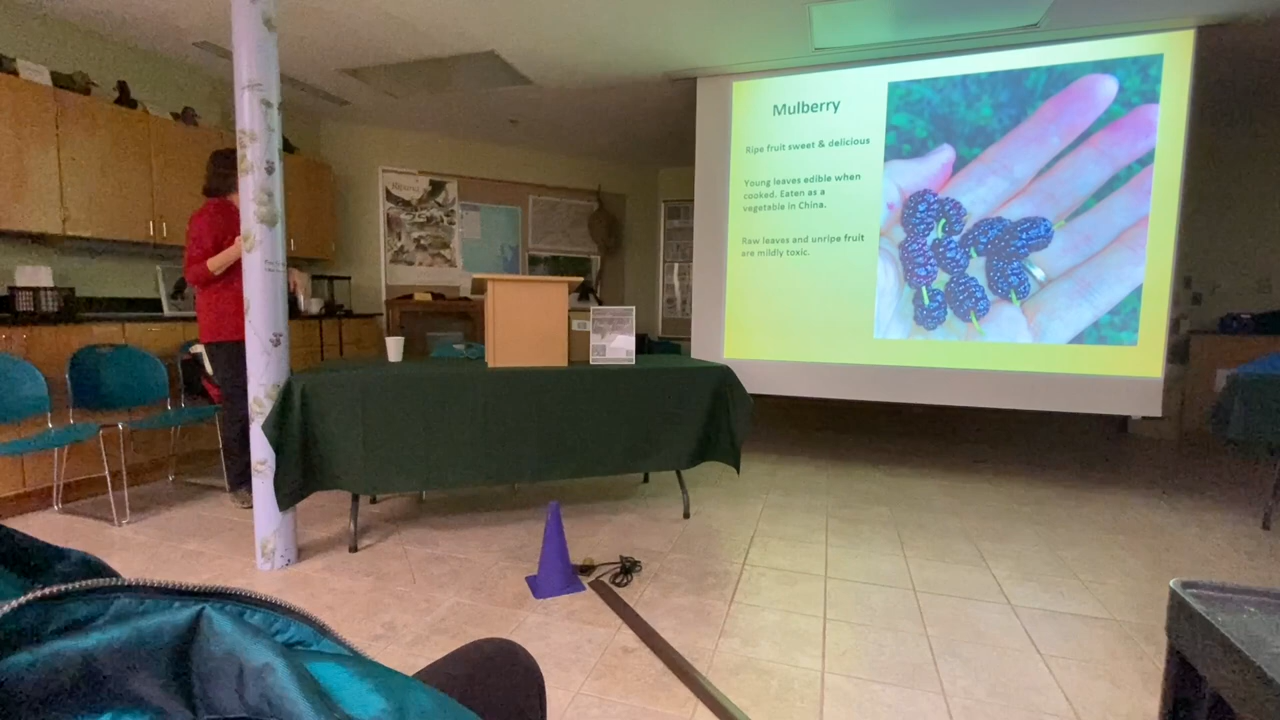 Mulberry
Ripe fruit sweet & delicious
Young leaves edible when
cooked. Eaten as a
vegetable in China.
Raw leaves and unripe fruit
are mildly toxic.